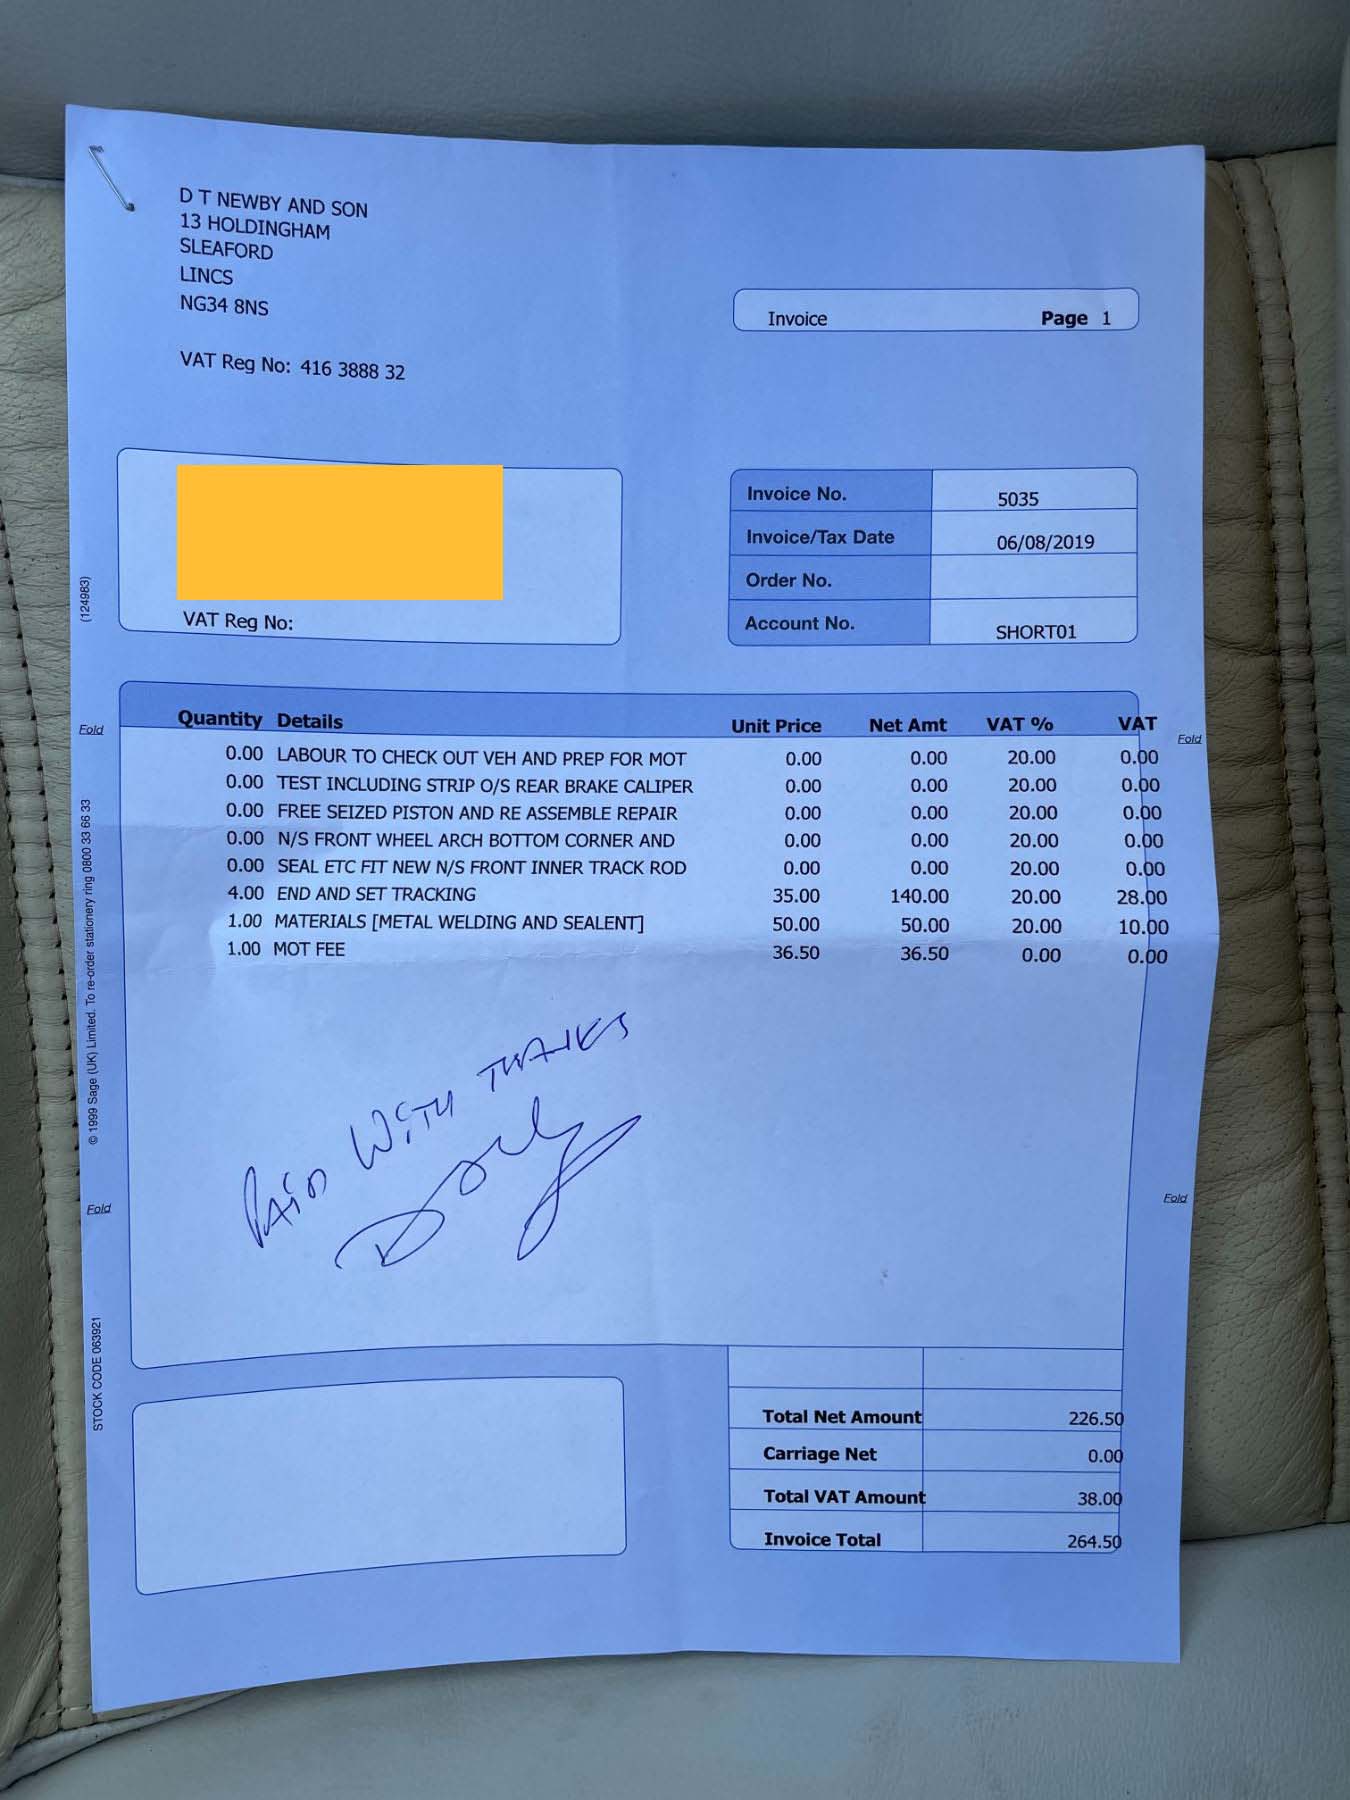 D T NEWBY AND SON
13 HOLDINGHAM
SLEAFORD
LINCS
NG34 8NS
VAT Reg No: 416 3888 32
Invoice Page 1
VAT Reg No:
Invoice No. 5035
Invoice/Tax Date 06/08/2019
Order No.
Account No. SHORT01
(124983)
Fold
© 1999 Sage (UK) Limited. To re-order stationery ring 0800 33 66 33
Fold
STOCK CODE 063921
Quantity Details Unit Price Net Amt VAT % VAT
0.00 LABOUR TO CHECK OUT VEH AND PREP FOR MOT 0.00 0.00 20.00 0.00
0.00 TEST INCLUDING STRIP O/S REAR BRAKE CALIPER 0.00 0.00 20.00 0.00
0.00 FREE SEIZED PISTON AND RE ASSEMBLE REPAIR 0.00 0.00 20.00 0.00
0.00 N/S FRONT WHEEL ARCH BOTTOM CORNER AND 0.00 0.00 20.00 0.00
0.00 SEAL ETC FIT NEW N/S FRONT INNER TRACK ROD 0.00 0.00 20.00 0.00
4.00 END AND SET TRACKING 35.00 140.00 20.00 28.00
1.00 MATERIALS [METAL WELDING AND SEALENT] 50.00 50.00 20.00 10.00
1.00 MOT FEE 36.50 36.50 0.00 0.00
Fold
Fold
PAID WITH THANKS
Total Net Amount 226.50
Carriage Net 0.00
Total VAT Amount 38.00
Invoice Total 264.50